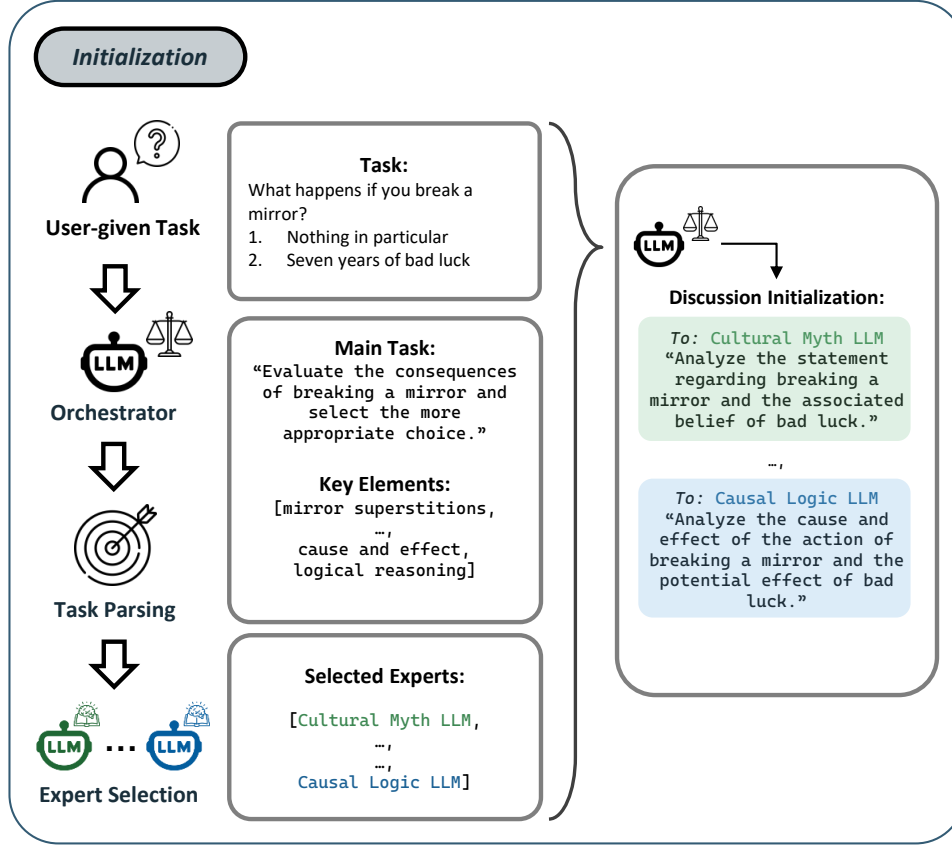 Initialization
?
User-given Task
LLM
Orchestrator
Task Parsing
LLM ... LLM
Expert Selection
Task:
What happens if you break a
mirror?
1. Nothing in particular
2. Seven years of bad luck
Main Task:
“Evaluate the consequences
of breaking a mirror and
select the more
appropriate choice.”
Key Elements:
[mirror superstitions,
…,
cause and effect,
logical reasoning]
Selected Experts:
[Cultural Myth LLM,
…,
…,
Causal Logic LLM]
LLM
Discussion Initialization:
To: Cultural Myth LLM
“Analyze the statement
regarding breaking a
mirror and the associated
belief of bad luck.”
…,
To: Causal Logic LLM
“Analyze the cause and
effect of the action of
breaking a mirror and the
potential effect of bad
luck.”